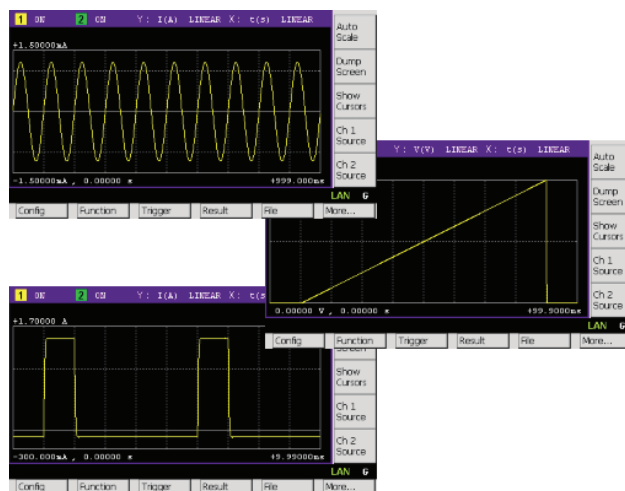 1 ON 2 ON Y: I(A) LINEAR X: t(s) LINEAR
+1.50000mA
-1.50000mA , 0.00000 s +999.000ms
Auto Scale
Dump Screen
Show Cursors
Ch 1 Source
Ch 2 Source
LAN G
Config Function Trigger Result File More...
Y: V(V) LINEAR X: t(s) LINEAR
0.00000 V , 0.00000 s +99.9000ms
Auto Scale
Dump Screen
Show Cursors
Ch 1 Source
Ch 2 Source
LAN G
Config Function Trigger Result File More...
1 ON 2 ON Y: I(A) LINEAR X: t(s
+1.70000 A
-300.000mA , 0.00000 s +9.99000ms
Screen
Show Cursors
Ch 1 Source
Ch 2 Source
LAN G
Config Function Trigger Result File More...